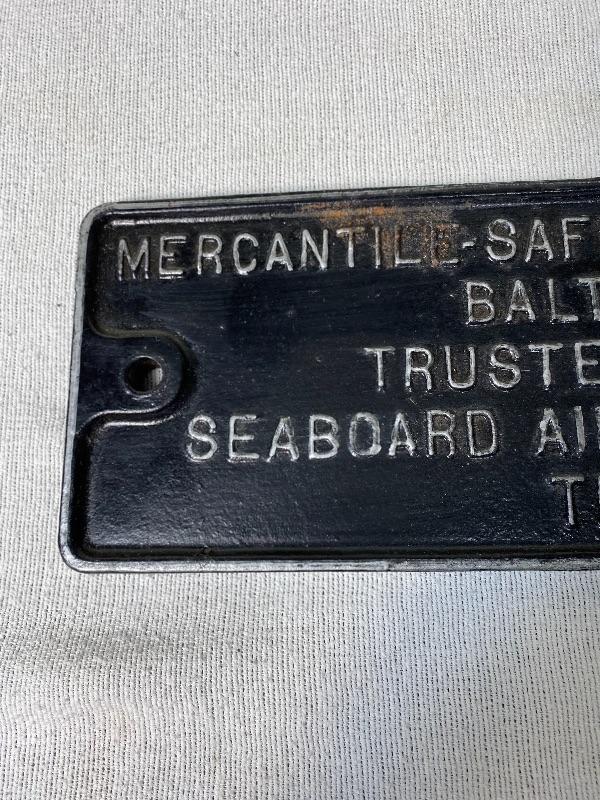 MERCANTILE-SAF
BALT
TRUSTE
SEABOARD AI
T